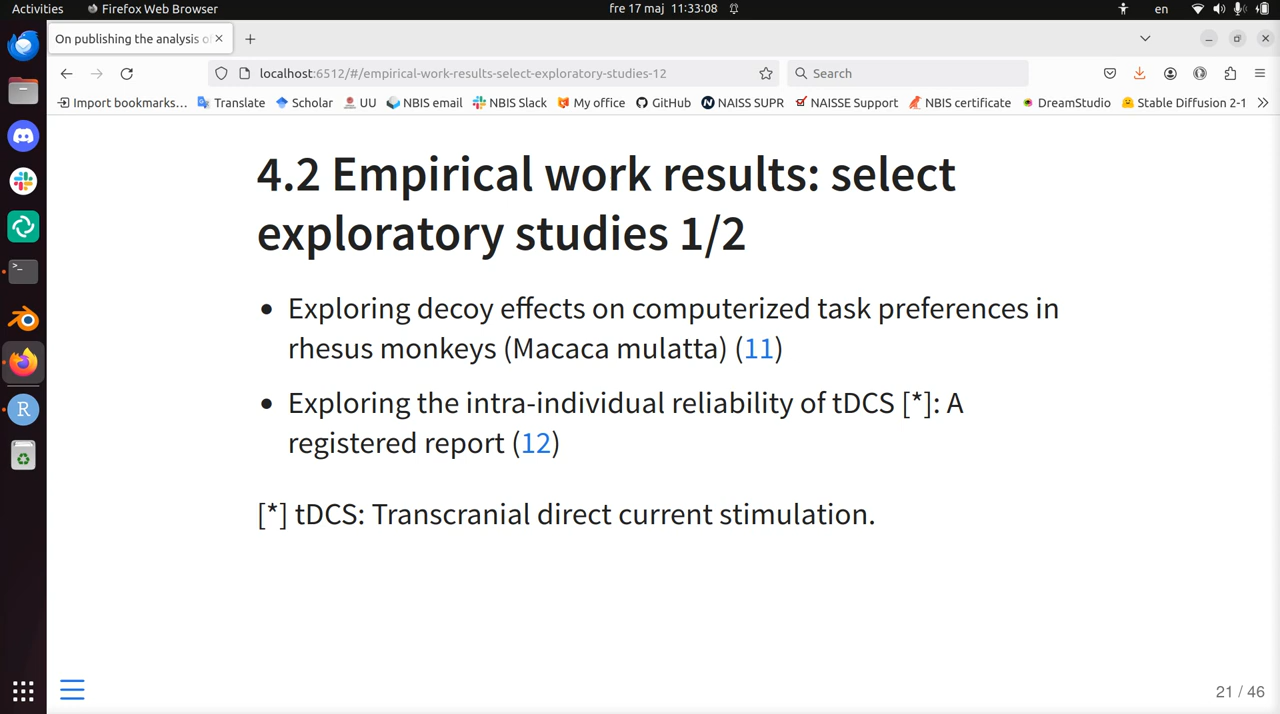 Activities
Firefox Web Browser
fre 17 maj 11:33:08
en
On publishing the analysis o
localhost:6512/#/empirical-work-results-select-exploratory-studies-12
Search
Import bookmarks...
Translate
Scholar
UU
NBIS email
NBIS Slack
My office
GitHub
NAISS SUPR
NAISSE Support
NBIS certificate
DreamStudio
Stable Diffusion 2-1
4.2 Empirical work results: select
exploratory studies 1/2
• Exploring decoy effects on computerized task preferences in
rhesus monkeys (Macaca mulatta) (11)
• Exploring the intra-individual reliability of tDCS [*]: A
registered report (12)
[*] tDCS: Transcranial direct current stimulation.
21 / 46